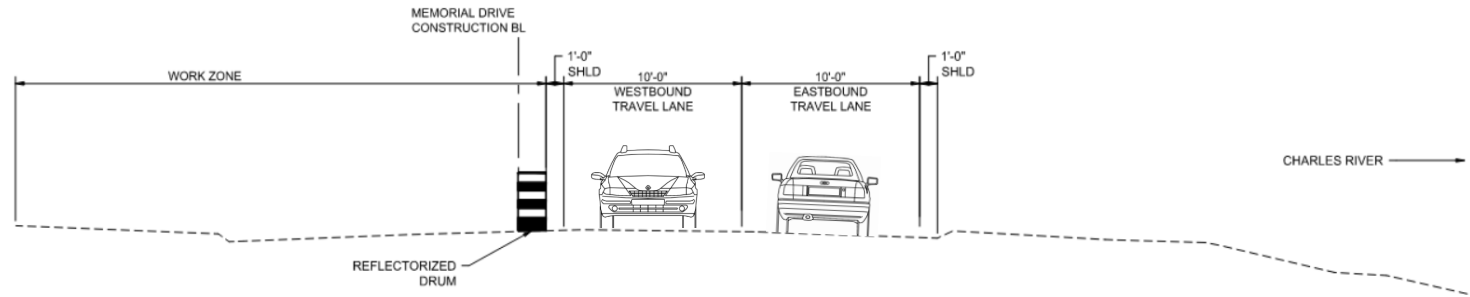 MEMORIAL DRIVE
CONSTRUCTION BL
WORK ZONE
1'-0"
SHLD
10'-0"
WESTBOUND
TRAVEL LANE
10'-0"
EASTBOUND
TRAVEL LANE
1'-0"
SHLD
CHARLES RIVER
REFLECTORIZED
DRUM